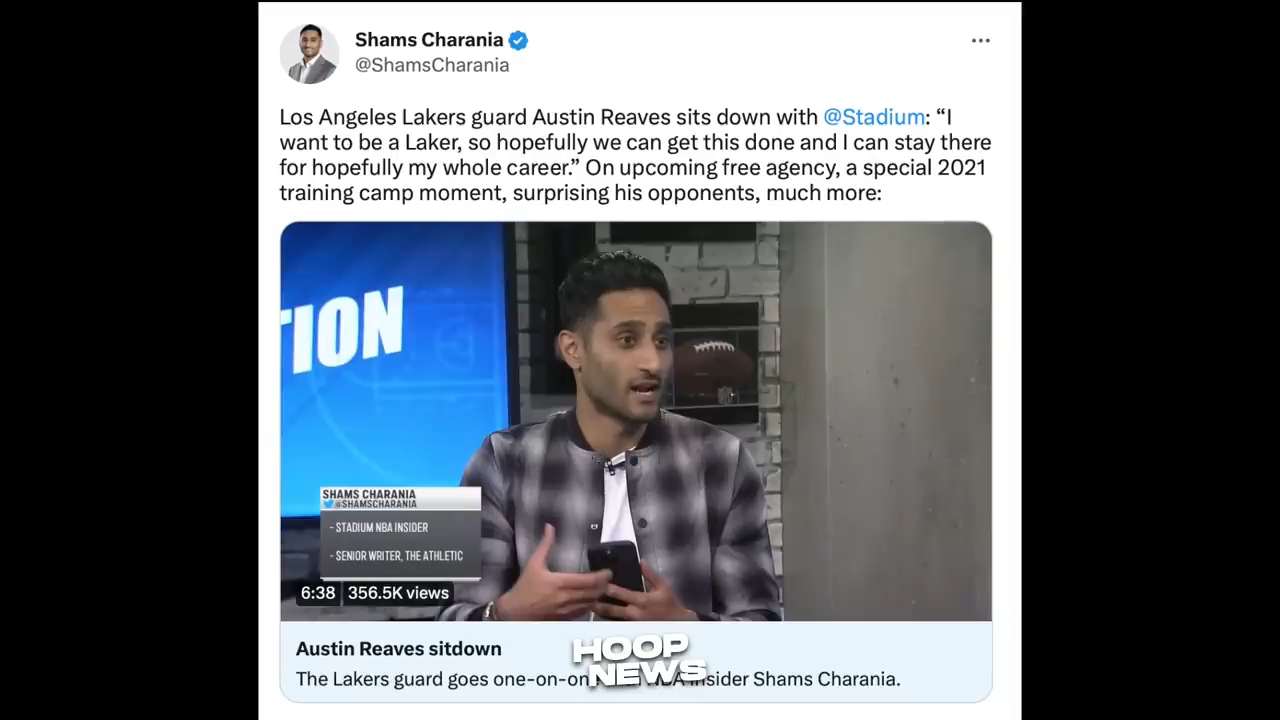 Shams Charania
@ShamsCharania
Los Angeles Lakers guard Austin Reaves sits down with @Stadium: “I
want to be a Laker, so hopefully we can get this done and I can stay there
for hopefully my whole career.” On upcoming free agency, a special 2021
training camp moment, surprising his opponents, much more:
TION
SHAMS CHARANIA
@SHAMSCHARANIA
- STADIUM NBA INSIDER
- SENIOR WRITER, THE ATHLETIC
6:38 356.5K views
Austin Reaves sitdown
HOOP
NEWS
The Lakers guard goes one-on-one NBA Insider Shams Charania.